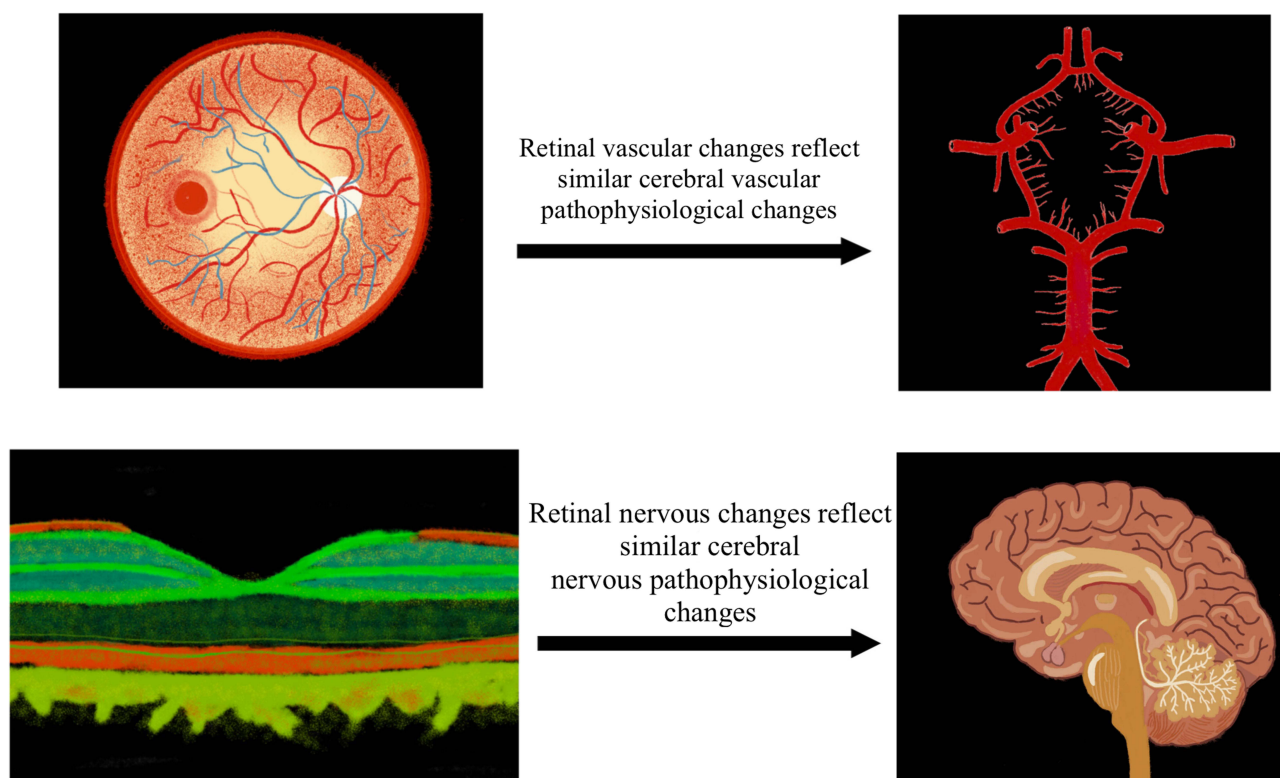 Retinal vascular changes reflect
similar cerebral vascular
pathophysiological changes
Retinal nervous changes reflect
similar cerebral
nervous pathophysiological
changes